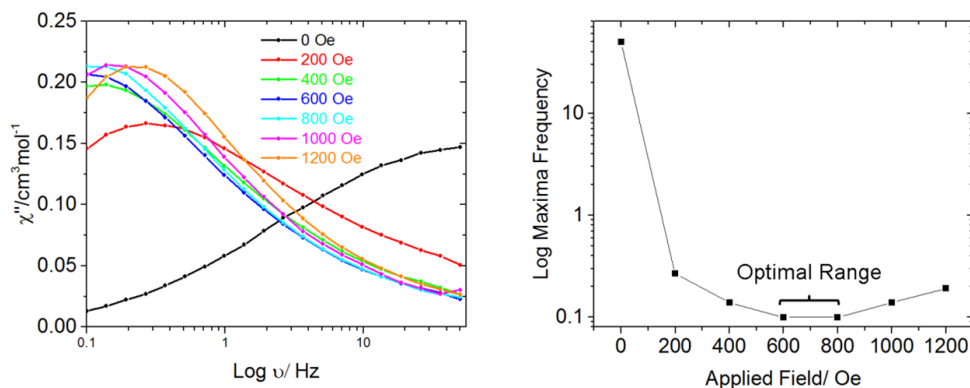 0.25
0.20
0.15
0.10
0.05
0.00
χ''/cm³mol⁻¹
0 Oe
200 Oe
400 Oe
600 Oe
800 Oe
1000 Oe
1200 Oe
0.1
1
10
Log υ/ Hz
Log Maxima Frequency
10
1
0.1
Optimal Range
0 200 400 600 800 1000 1200
Applied Field/ Oe